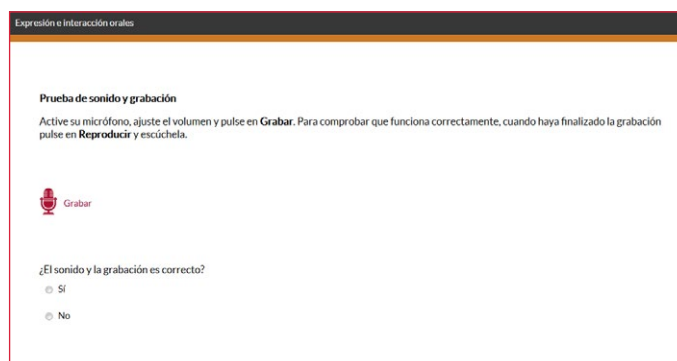 Expresión e interacción orales
Prueba de sonido y grabación
Active su micrófono, ajuste el volumen y pulse en Grabar. Para comprobar que funciona correctamente, cuando haya finalizado la grabación
pulse en Reproducir y escúchela.
Grabar
¿El sonido y la grabación es correcto?
Sí
No